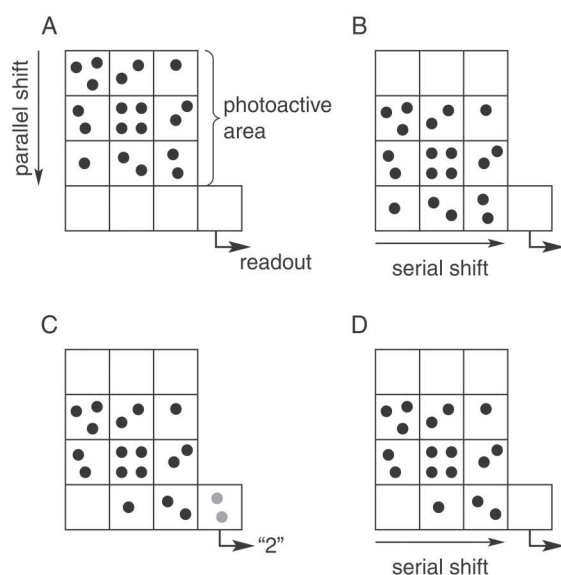 A
parallel shift
photoactive
area
readout
B
serial shift
C
“2”
D
serial shift